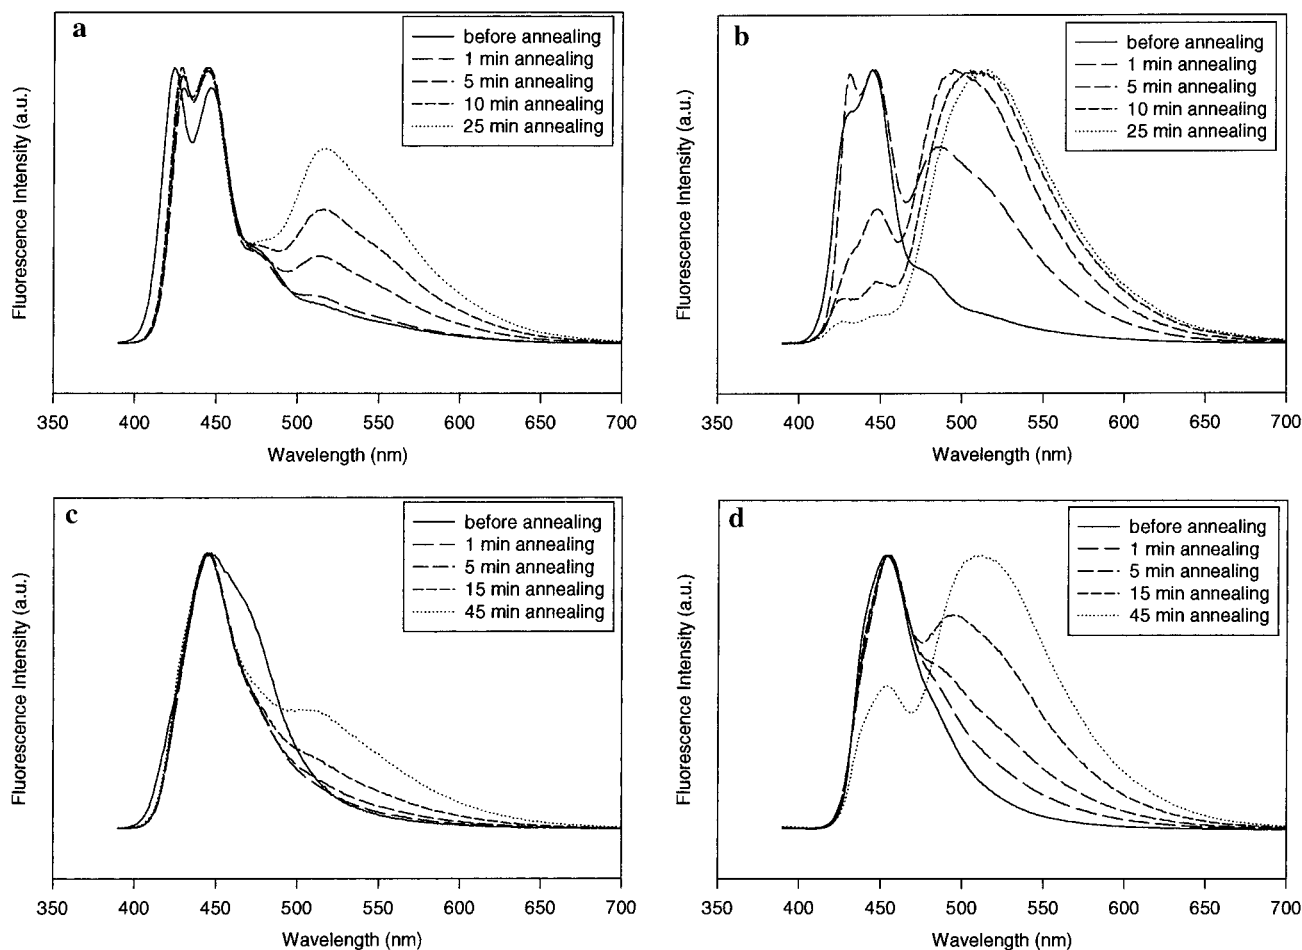 a
before annealing
1 min annealing
5 min annealing
10 min annealing
25 min annealing
Fluorescence Intensity (a.u.)
350 400 450 500 550 600 650 700
Wavelength (nm)
b
before annealing
1 min annealing
5 min annealing
10 min annealing
25 min annealing
Fluorescence Intensity (a.u.)
350 400 450 500 550 600 650 700
Wavelength (nm)
c
before annealing
1 min annealing
5 min annealing
15 min annealing
45 min annealing
Fluorescence Intensity (a.u.)
350 400 450 500 550 600 650 700
Wavelength (nm)
d
before annealing
1 min annealing
5 min annealing
15 min annealing
45 min annealing
Fluorescence Intensity (a.u.)
350 400 450 500 550 600 650 700
Wavelength (nm)